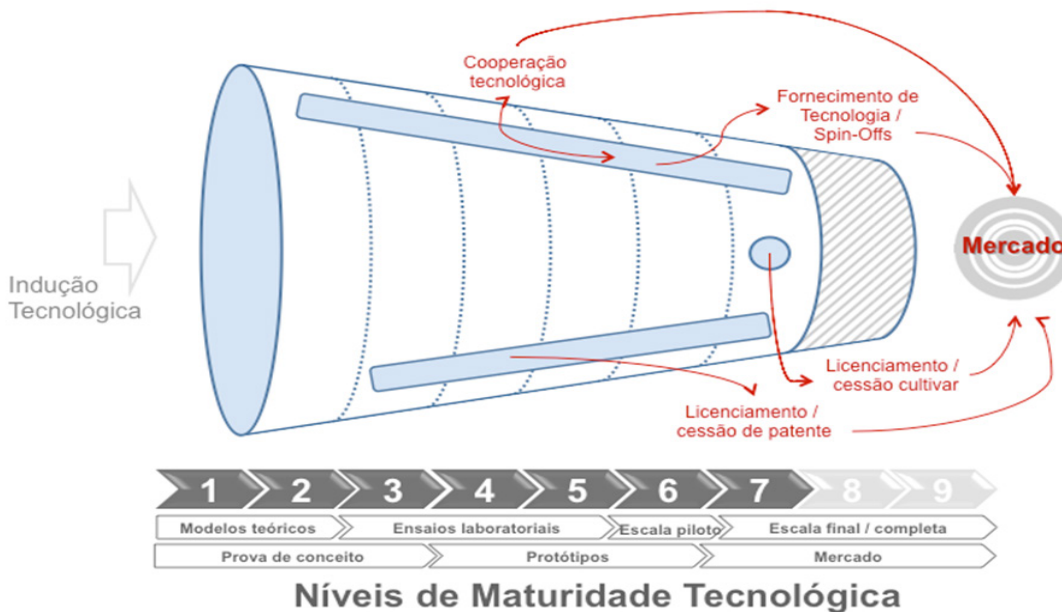 Cooperação
tecnológica
Fornecimento de
Tecnologia /
Spin-Offs
Mercado
Indução
Tecnológica
Licenciamento /
cessão cultivar
Licenciamento /
cessão de patente
1 2 3 4 5 6 7 8 9
Modelos teóricos Ensaios laboratoriais Escala piloto Escala final / completa
Prova de conceito Protótipos Mercado
Níveis de Maturidade Tecnológica